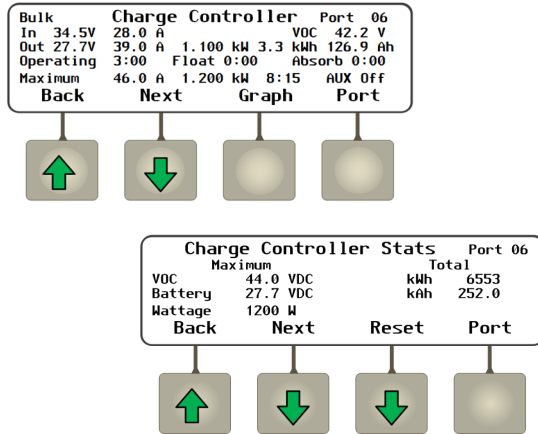 Bulk Charge Controller Port 06
In 34.5V 28.0 A VOC 42.2 V
Out 27.7V 39.0 A 1.100 kW 3.3 kWh 126.9 Ah
Operating 3:00 Float 0:00 Absorb 0:00
Maximum 46.0 A 1.200 kW 8:15 AUX Off
Back Next Graph Port
Charge Controller Stats Port 06
Maximum Total
VOC 44.0 VDC kWh 6553
Battery 27.7 VDC kAh 252.0
Wattage 1200 W
Back Next Reset Port